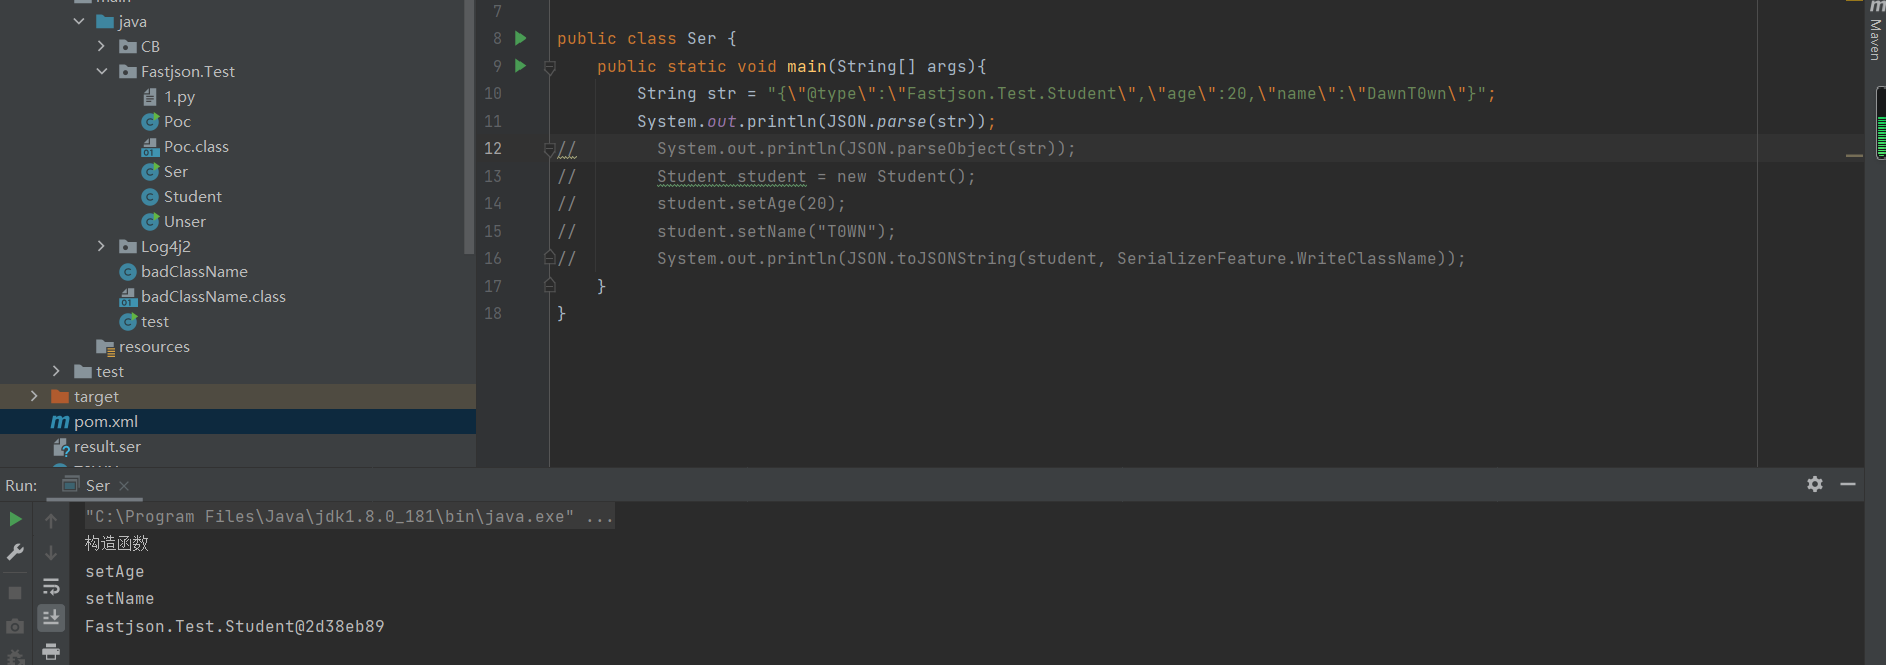 main
java
CB
Fastjson.Test
1.py
Poc
Poc.class
Ser
Student
Unser
Log4j2
badClassName
badClassName.class
test
resources
test
target
pom.xml
result.ser
7
8 public class Ser {
9 public static void main(String[] args){
10 String str = "{\"@type\":\"Fastjson.Test.Student\",\"age\":20,\"name\":\"DawnT0wn\"}";
11 System.out.println(JSON.parse(str));
12 // System.out.println(JSON.parseObject(str));
13 // Student student = new Student();
14 // student.setAge(20);
15 // student.setName("T0WN");
16 // System.out.println(JSON.toJSONString(student, SerializerFeature.WriteClassName));
17 }
18 }
Maven
Run: Ser
"C:\Program Files\Java\jdk1.8.0_181\bin\java.exe" ...
构造函数
setAge
setName
Fastjson.Test.Student@2d38eb89